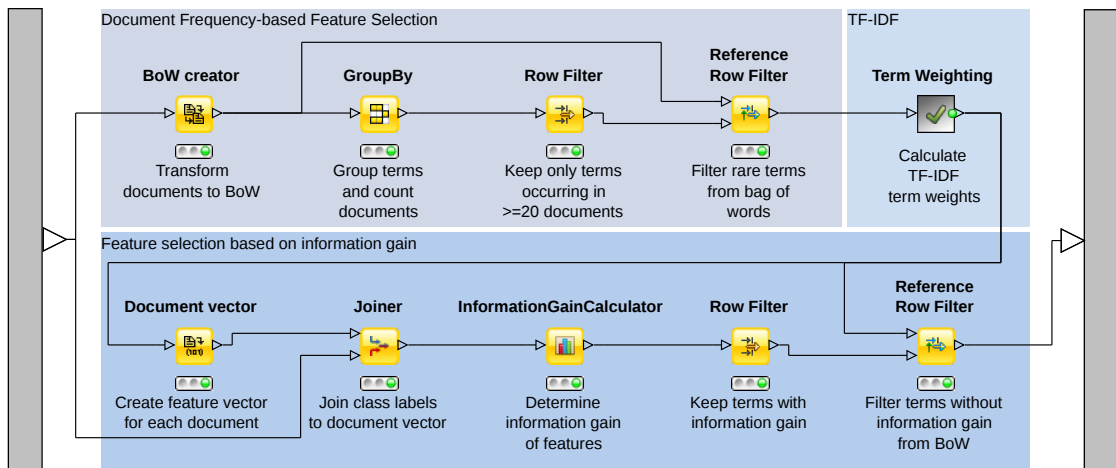 Document Frequency-based Feature Selection
TF-IDF
BoW creator
GroupBy
Row Filter
Reference
Row Filter
Term Weighting
Transform
documents to BoW
Group terms
and count
documents
Keep only terms
occurring in
>=20 documents
Filter rare terms
from bag of
words
Calculate
TF-IDF
term weights
Feature selection based on information gain
Document vector
Joiner
InformationGainCalculator
Row Filter
Reference
Row Filter
Create feature vector
for each document
Join class labels
to document vector
Determine
information gain
of features
Keep terms with
information gain
Filter terms without
information gain
from BoW